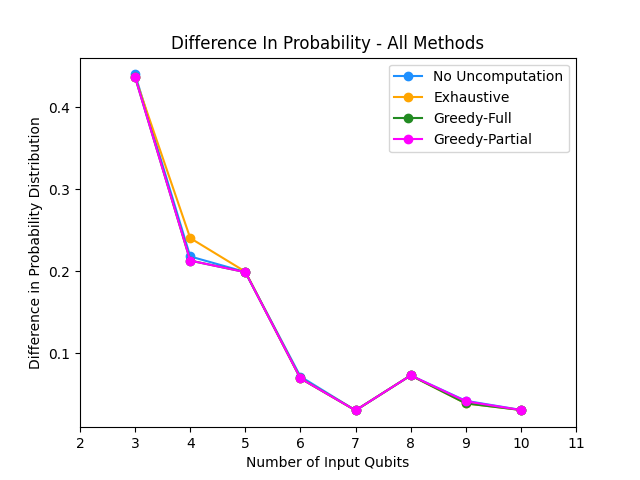 Difference In Probability - All Methods
Difference in Probability Distribution
0.4
0.3
0.2
0.1
No Uncomputation
Exhaustive
Greedy-Full
Greedy-Partial
2 3 4 5 6 7 8 9 10 11
Number of Input Qubits